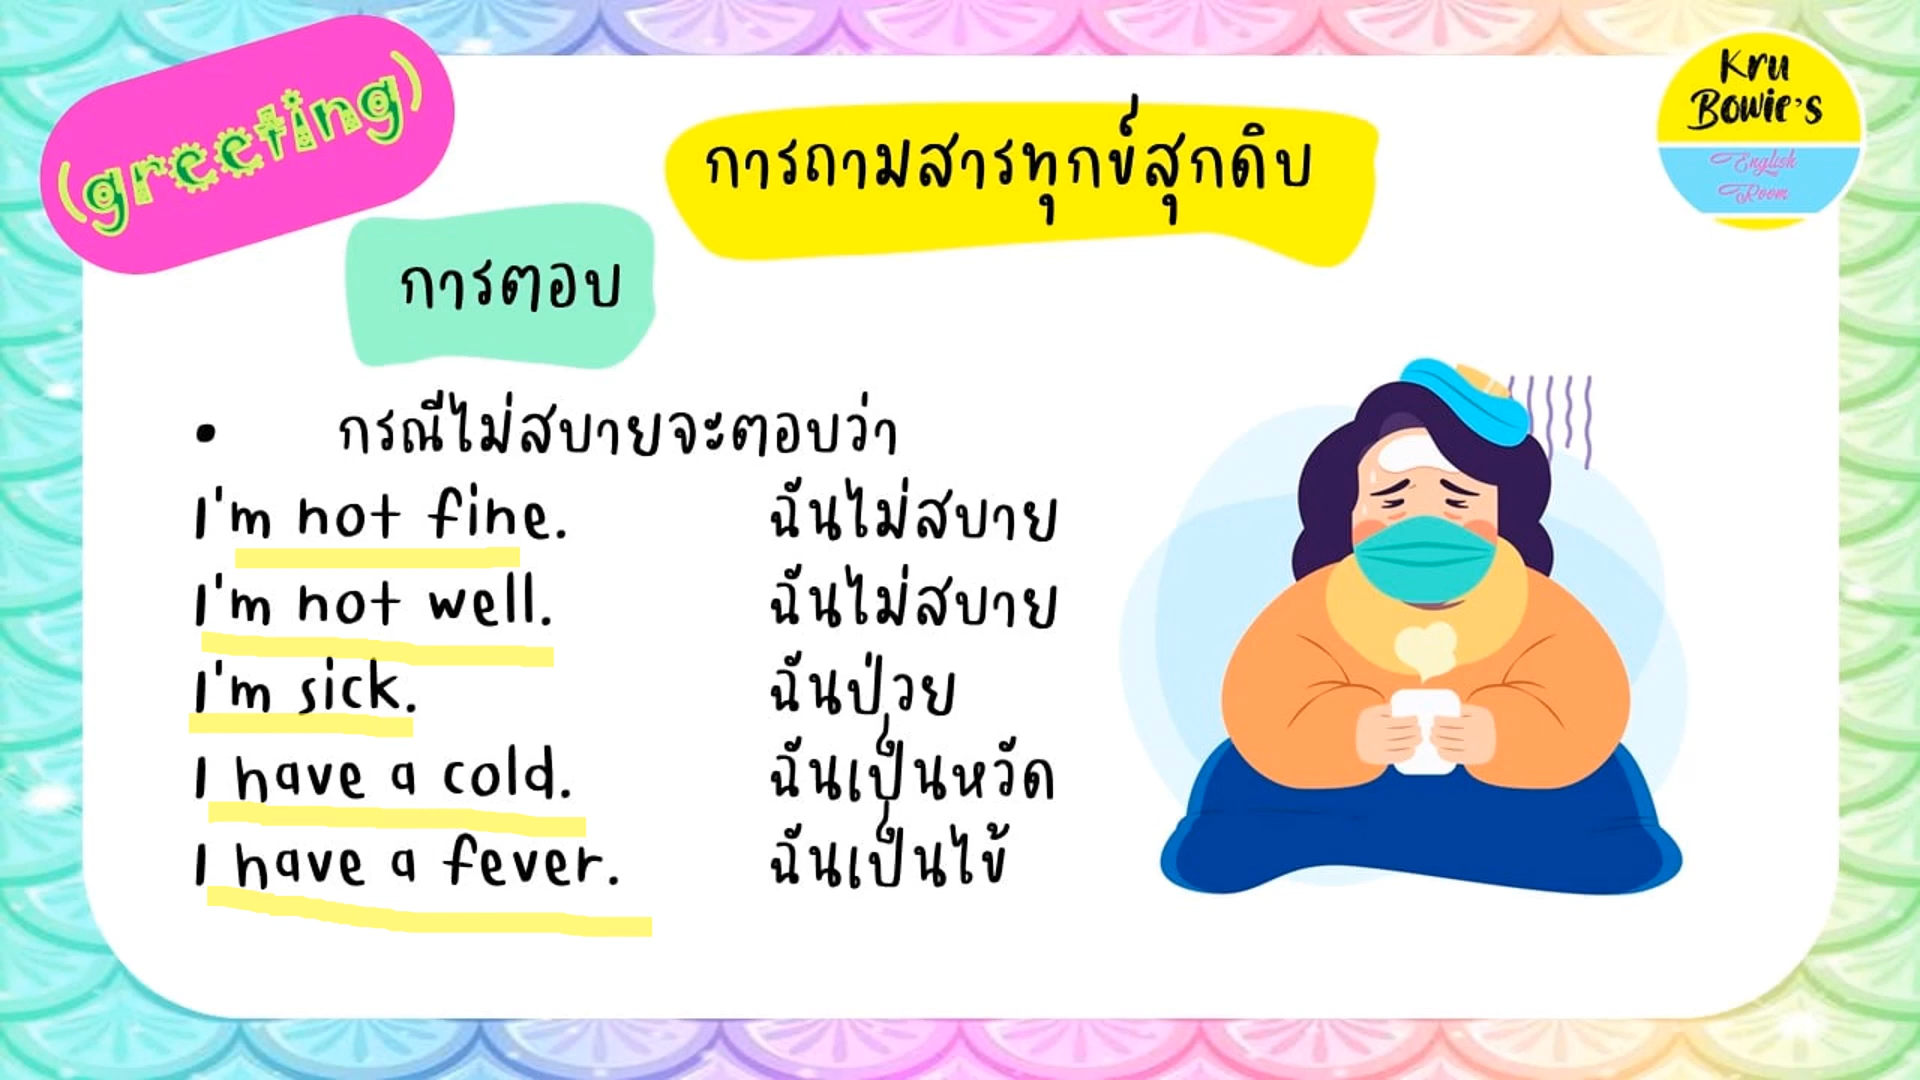 (greeting)
Kru
Bowie's
English
Room
การถามสารทุกข์สุกดิบ
การตอบ
• กรณีไม่สบายจะตอบว่า
I'm not fine. ฉันไม่สบาย
I'm not well. ฉันไม่สบาย
I'm sick. ฉันป่วย
I have a cold. ฉันเป็นหวัด
I have a fever. ฉันเป็นไข้